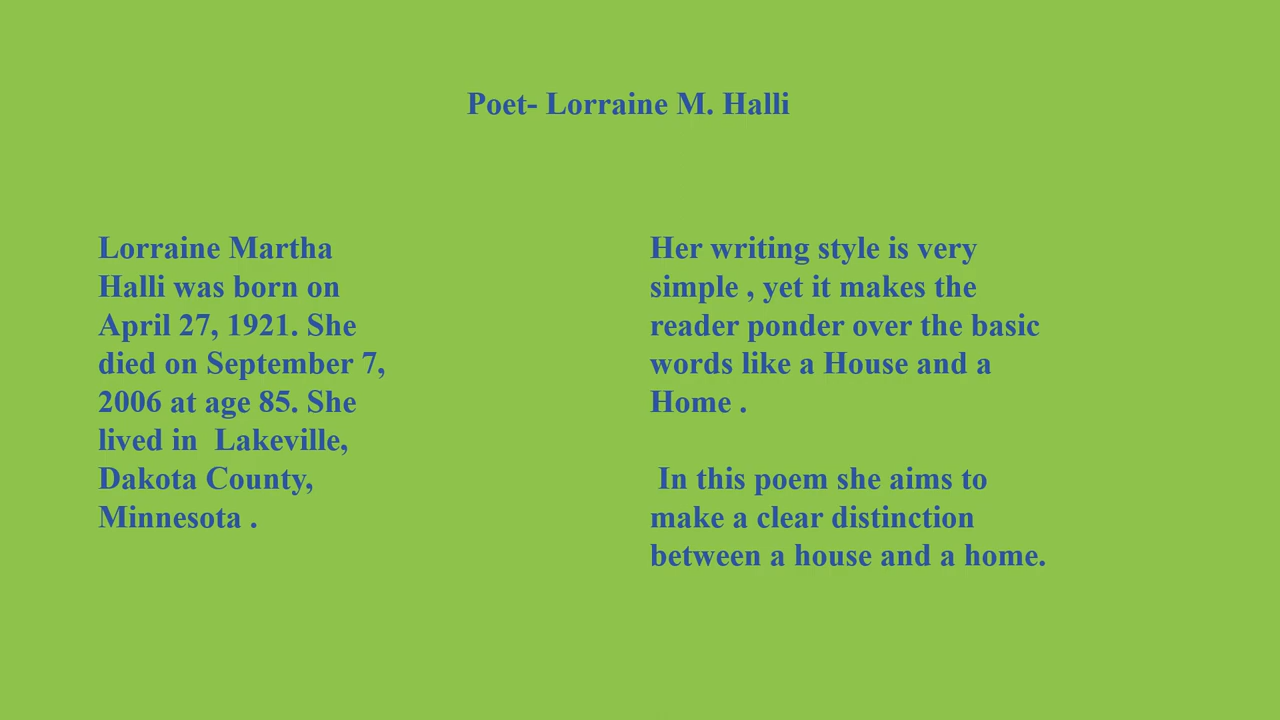 Poet- Lorraine M. Halli
Lorraine Martha
Halli was born on
April 27, 1921. She
died on September 7,
2006 at age 85. She
lived in  Lakeville,
Dakota County,
Minnesota .
Her writing style is very
simple , yet it makes the
reader ponder over the basic
words like a House and a
Home .
In this poem she aims to
make a clear distinction
between a house and a home.